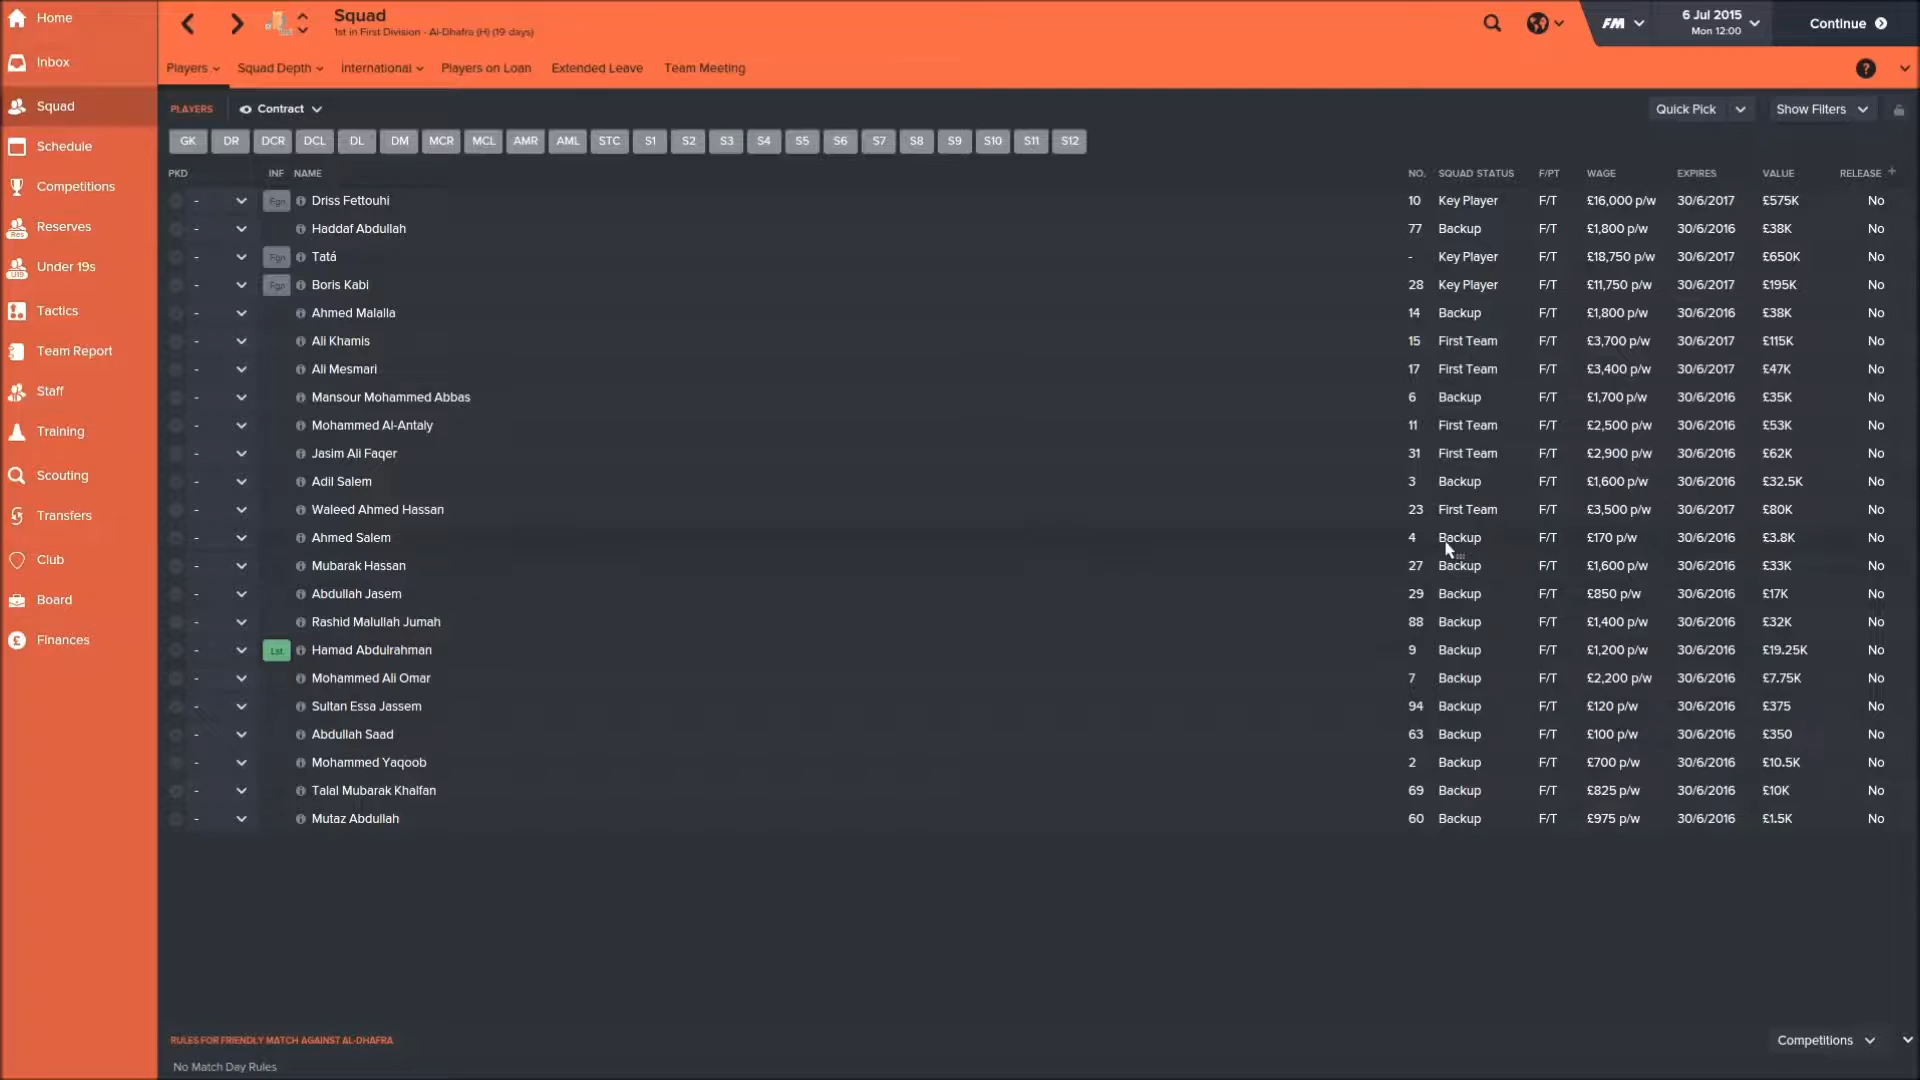 Home
Inbox
Squad
Schedule
Competitions
Reserves
Under 19s
Tactics
Team Report
Staff
Training
Scouting
Transfers
Club
Board
Finances
Squad
1st in First Division - Al-Dhafra (H) (19 days)
FM
6 Jul 2015
Mon 12:00
Continue
Players Squad Depth International Players on Loan Extended Leave Team Meeting
PLAYERS Contract Quick Pick Show Filters
GK DR DCR DCL DL DM MCR MCL AMR AML STC S1 S2 S3 S4 S5 S6 S7 S8 S9 S10 S11 S12
PKD INF NAME NO. SQUAD STATUS F/PT WAGE EXPIRES VALUE RELEASE +
- Fgn Driss Fettouhi 10 Key Player F/T £16,000 p/w 30/6/2017 £575K No
- Haddaf Abdullah 77 Backup F/T £1,800 p/w 30/6/2016 £38K No
- Fgn Tatá - Key Player F/T £18,750 p/w 30/6/2017 £650K No
- Fgn Boris Kabi 28 Key Player F/T £11,750 p/w 30/6/2017 £195K No
- Ahmed Malalla 14 Backup F/T £1,800 p/w 30/6/2016 £38K No
- Ali Khamis 15 First Team F/T £3,700 p/w 30/6/2017 £115K No
- Ali Mesmari 17 First Team F/T £3,400 p/w 30/6/2017 £47K No
- Mansour Mohammed Abbas 6 Backup F/T £1,700 p/w 30/6/2016 £35K No
- Mohammed Al-Antaly 11 First Team F/T £2,500 p/w 30/6/2016 £53K No
- Jasim Ali Faqer 31 First Team F/T £2,900 p/w 30/6/2016 £62K No
- Adil Salem 3 Backup F/T £1,600 p/w 30/6/2016 £32.5K No
- Waleed Ahmed Hassan 23 First Team F/T £3,500 p/w 30/6/2017 £80K No
- Ahmed Salem 4 Backup F/T £170 p/w 30/6/2016 £3.8K No
- Mubarak Hassan 27 Backup F/T £1,600 p/w 30/6/2016 £33K No
- Abdullah Jasem 29 Backup F/T £850 p/w 30/6/2016 £17K No
- Rashid Malullah Jumah 88 Backup F/T £1,400 p/w 30/6/2016 £32K No
- Lst Hamad Abdulrahman 9 Backup F/T £1,200 p/w 30/6/2016 £19.25K No
- Mohammed Ali Omar 7 Backup F/T £2,200 p/w 30/6/2016 £7.75K No
- Sultan Essa Jassem 94 Backup F/T £120 p/w 30/6/2016 £375 No
- Abdullah Saad 63 Backup F/T £100 p/w 30/6/2016 £350 No
- Mohammed Yaqoob 2 Backup F/T £700 p/w 30/6/2016 £10.5K No
- Talal Mubarak Khalfan 69 Backup F/T £825 p/w 30/6/2016 £10K No
- Mutaz Abdullah 60 Backup F/T £975 p/w 30/6/2016 £1.5K No
RULES FOR FRIENDLY MATCH AGAINST AL-DHAFRA Competitions
No Match Day Rules